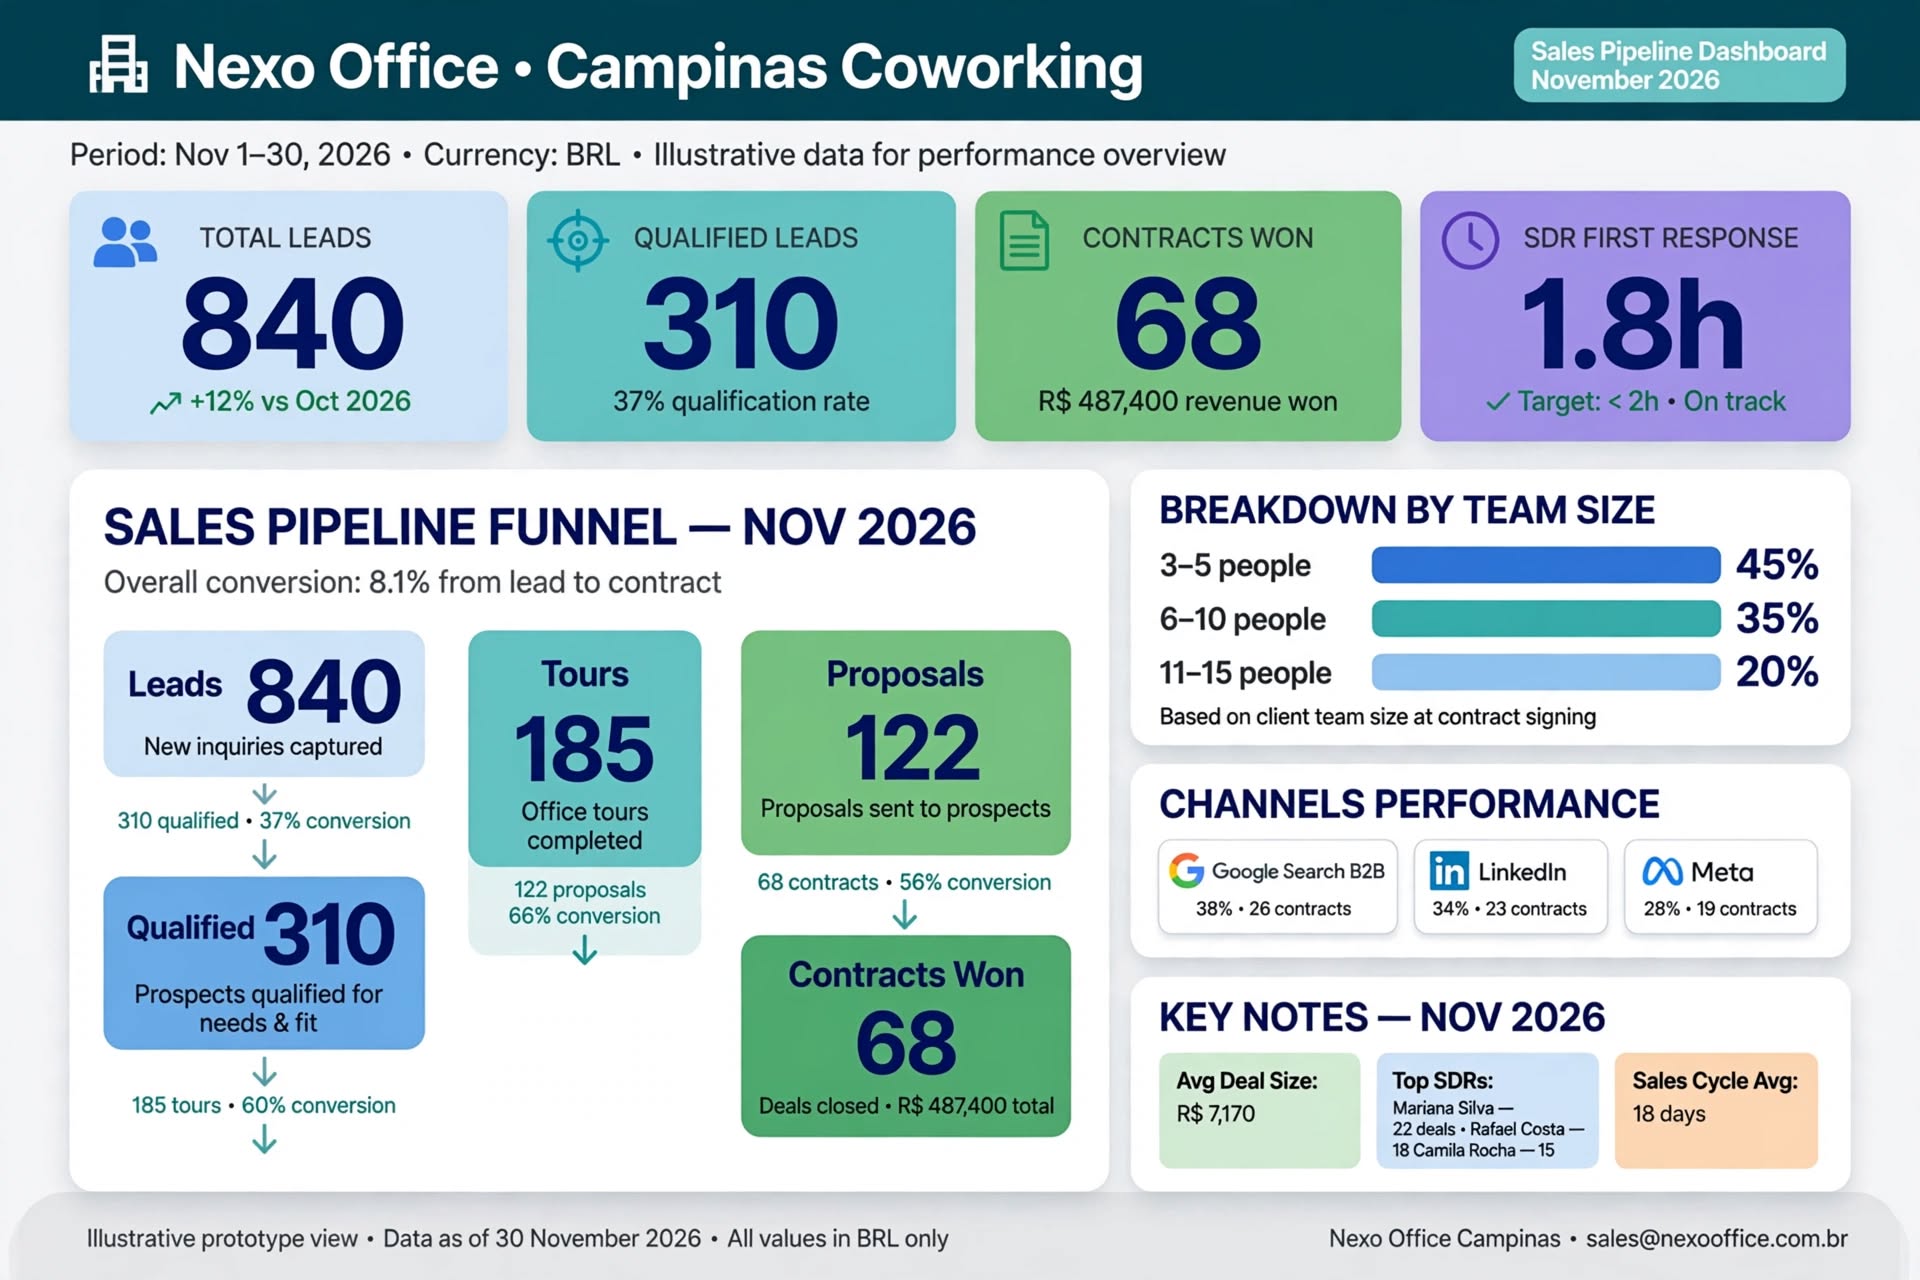 Nexo Office • Campinas Coworking
Sales Pipeline Dashboard
November 2026
Period: Nov 1–30, 2026 • Currency: BRL • Illustrative data for performance overview
TOTAL LEADS
840
+12% vs Oct 2026
QUALIFIED LEADS
310
37% qualification rate
CONTRACTS WON
68
R$ 487,400 revenue won
SDR FIRST RESPONSE
1.8h
Target: < 2h • On track
SALES PIPELINE FUNNEL — NOV 2026
Overall conversion: 8.1% from lead to contract
Leads 840
New inquiries captured
310 qualified • 37% conversion
Qualified 310
Prospects qualified for
needs & fit
185 tours • 60% conversion
Tours
185
Office tours
completed
122 proposals
66% conversion
Proposals
122
Proposals sent to prospects
68 contracts • 56% conversion
Contracts Won
68
Deals closed • R$ 487,400 total
BREAKDOWN BY TEAM SIZE
3–5 people 45%
6–10 people 35%
11–15 people 20%
Based on client team size at contract signing
CHANNELS PERFORMANCE
Google Search B2B
38% • 26 contracts
in LinkedIn
34% • 23 contracts
Meta
28% • 19 contracts
KEY NOTES — NOV 2026
Avg Deal Size:
R$ 7,170
Top SDRs:
Mariana Silva —
22 deals • Rafael Costa —
18 Camila Rocha — 15
Sales Cycle Avg:
18 days
Illustrative prototype view • Data as of 30 November 2026 • All values in BRL only
Nexo Office Campinas • sales@nexooffice.com.br